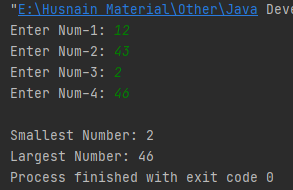 "E:\Husnain Material\Other\Java Deve
Enter Num-1: 12
Enter Num-2: 43
Enter Num-3: 2
Enter Num-4: 46
Smallest Number: 2
Largest Number: 46
Process finished with exit code 0